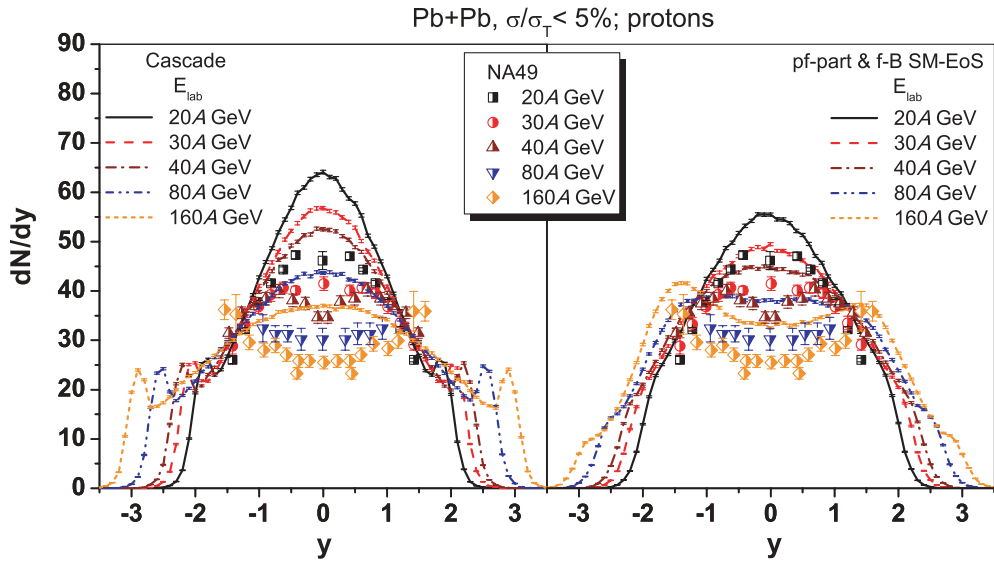 Pb+Pb, σ/σ_T< 5%; protons
90
80
70
60
50
40
30
20
10
0
dN/dy
Cascade
E_lab
20A GeV
30A GeV
40A GeV
80A GeV
160A GeV
NA49
20A GeV
30A GeV
40A GeV
80A GeV
160A GeV
pf-part & f-B SM-EoS
E_lab
20A GeV
30A GeV
40A GeV
80A GeV
160A GeV
-3 -2 -1 0 1 2 3
-3 -2 -1 0 1 2 3
y
y